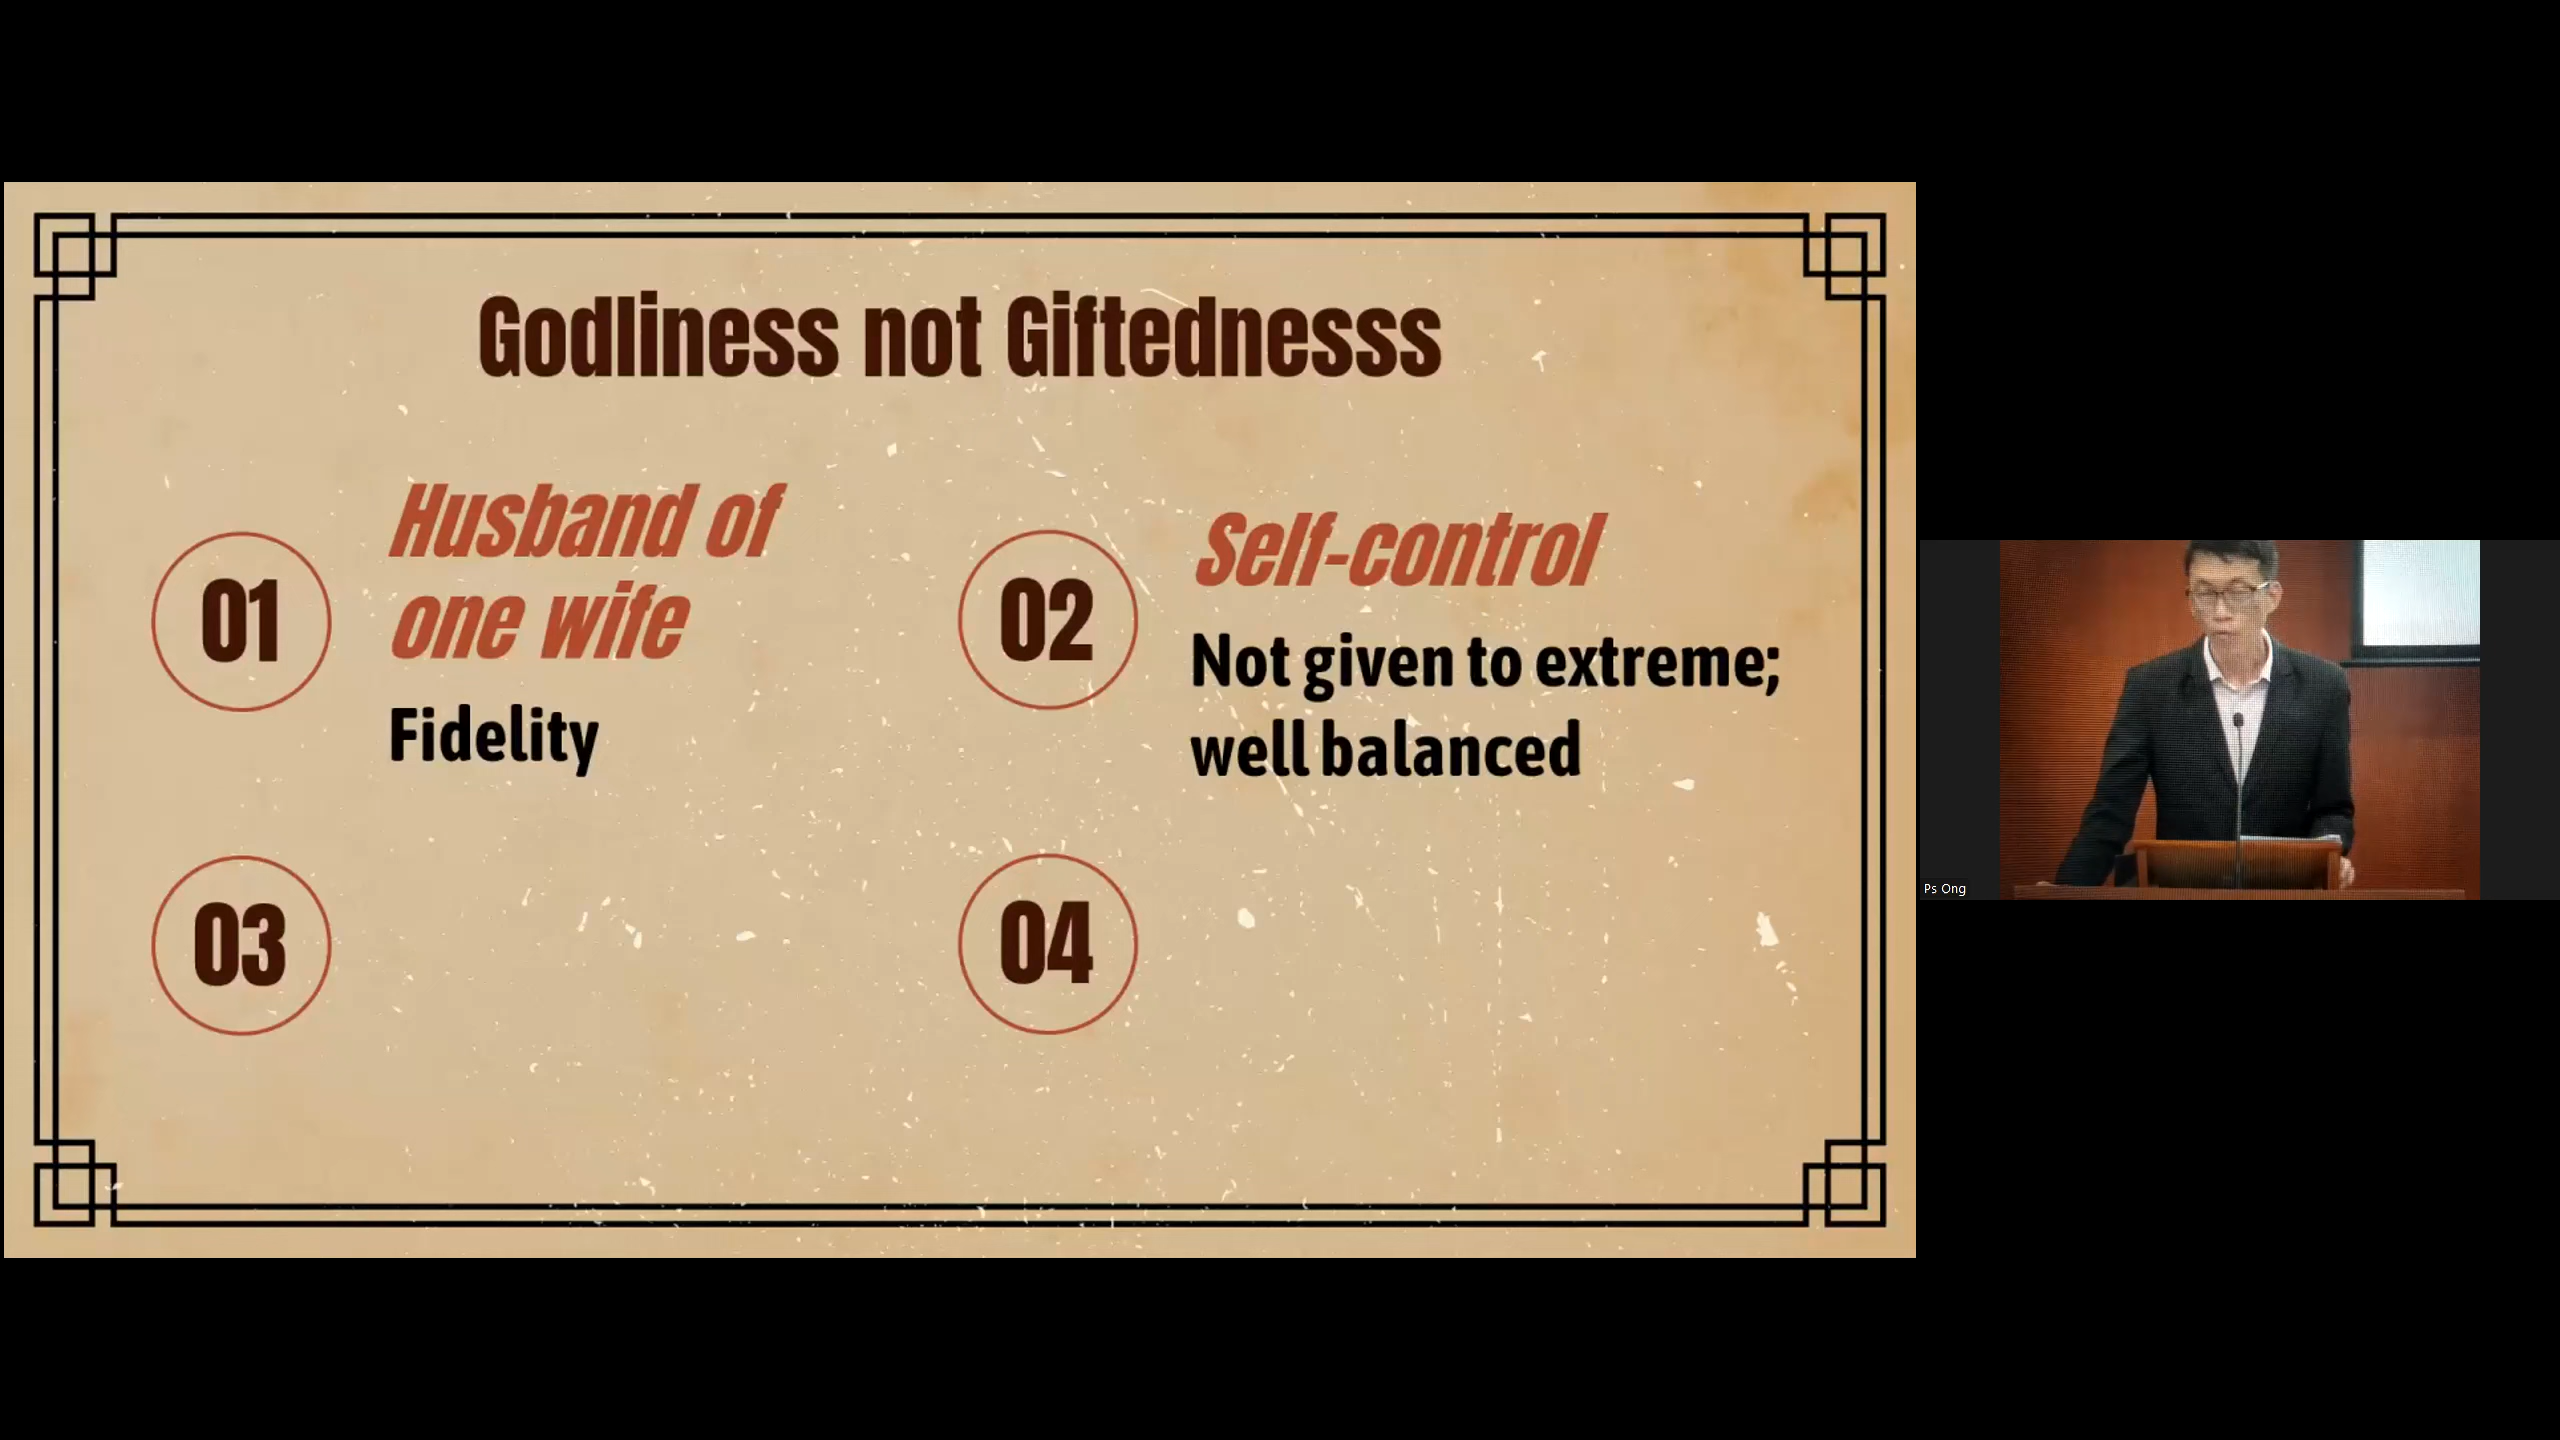 Godliness not Giftednesss
01
Husband of
one wife
Fidelity
02
Self-control
Not given to extreme;
well balanced
03
04
Ps Ong